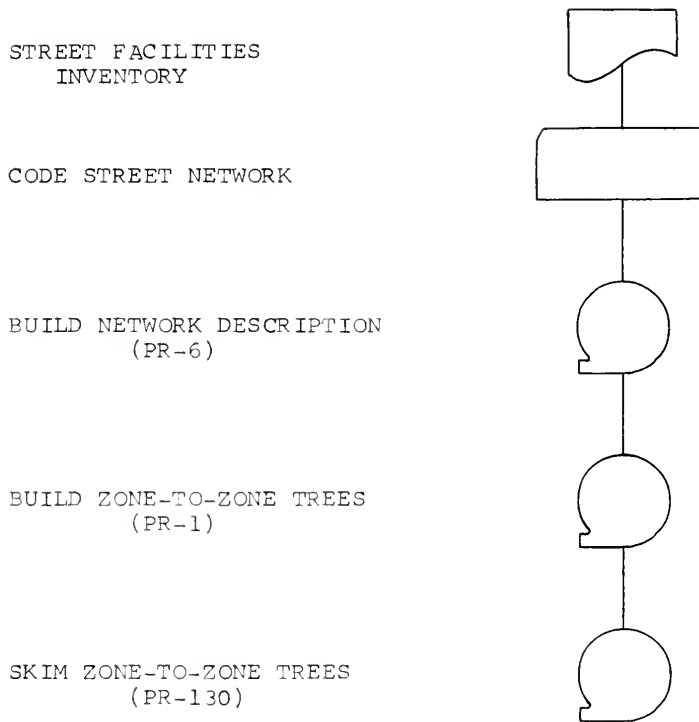 STREET FACILITIES
INVENTORY
CODE STREET NETWORK
BUILD NETWORK DESCRIPTION
(PR-6)
BUILD ZONE-TO-ZONE TREES
(PR-1)
SKIM ZONE-TO-ZONE TREES
(PR-130)